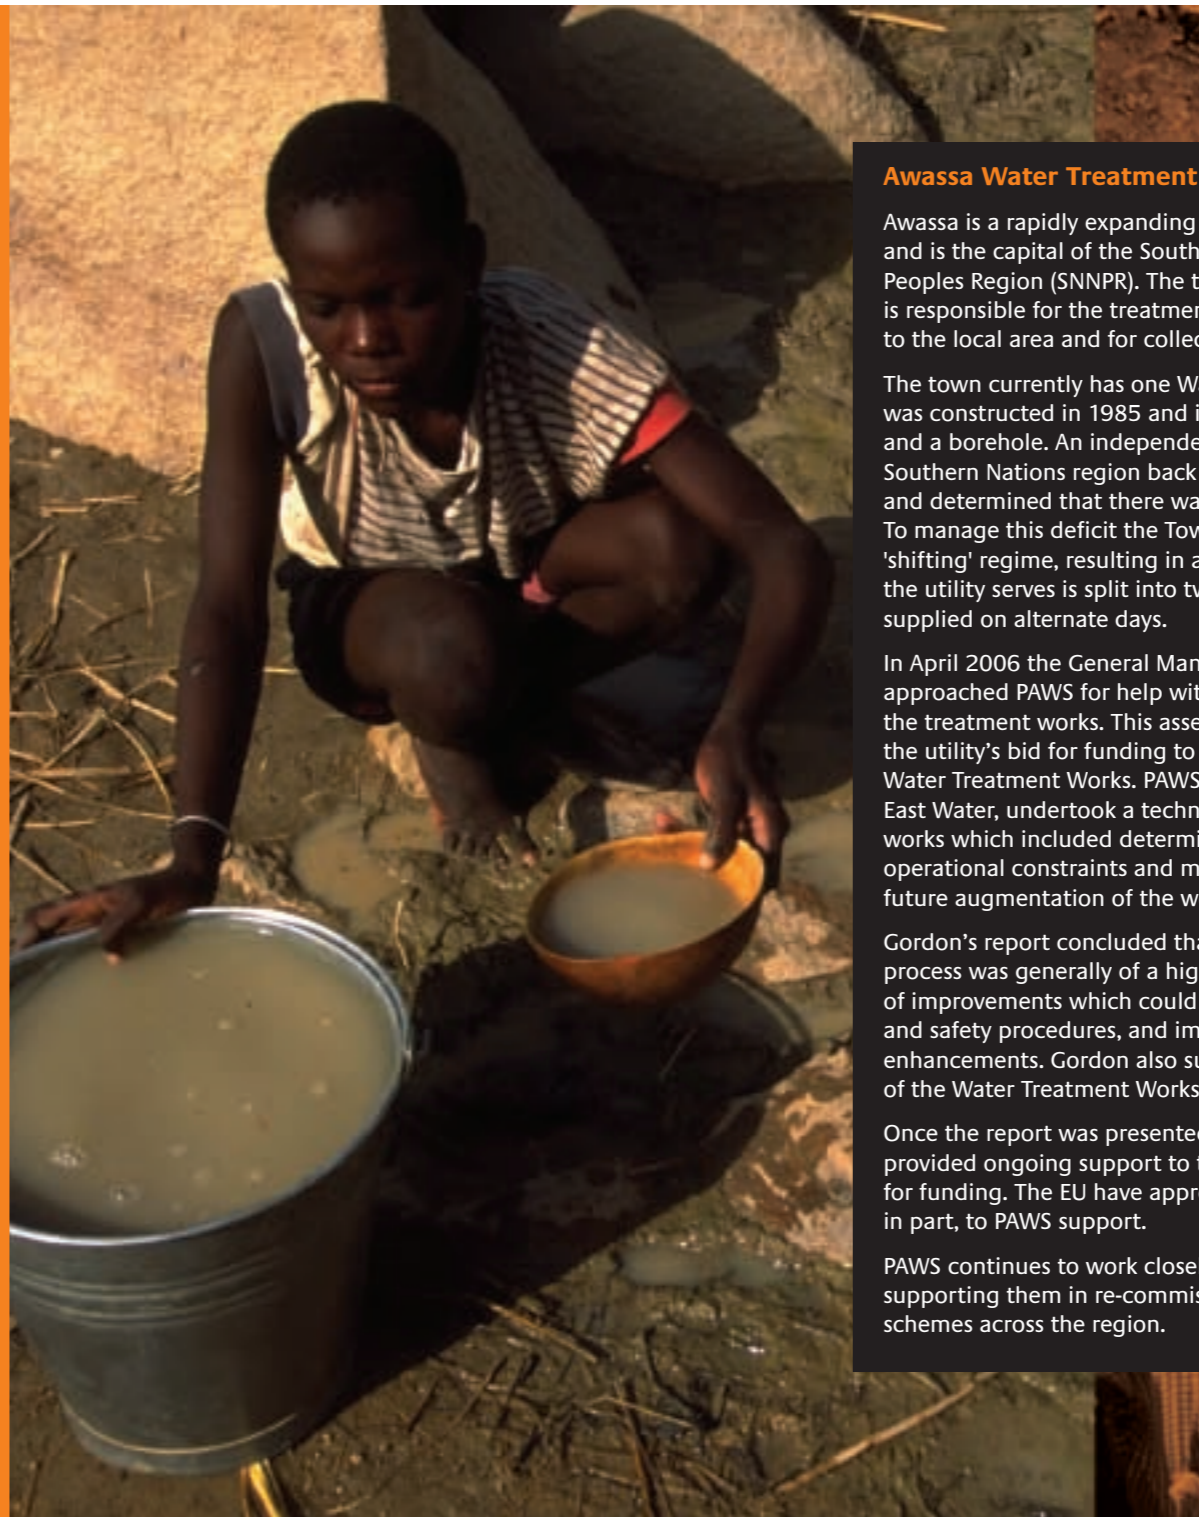 Awassa Water Treatment
Awassa is a rapidly expanding
and is the capital of the South
Peoples Region (SNNPR). The t
is responsible for the treatmen
to the local area and for collec
The town currently has one Wa
was constructed in 1985 and i
and a borehole. An independe
Southern Nations region back
and determined that there wa
To manage this deficit the Tow
'shifting' regime, resulting in a
the utility serves is split into tw
supplied on alternate days.
In April 2006 the General Man
approached PAWS for help wit
the treatment works. This asse
the utility’s bid for funding to
Water Treatment Works. PAWS
East Water, undertook a techn
works which included determi
operational constraints and m
future augmentation of the w
Gordon’s report concluded tha
process was generally of a hig
of improvements which could
and safety procedures, and im
enhancements. Gordon also su
of the Water Treatment Works
Once the report was presented
provided ongoing support to t
for funding. The EU have appr
in part, to PAWS support.
PAWS continues to work close
supporting them in re-commis
schemes across the region.